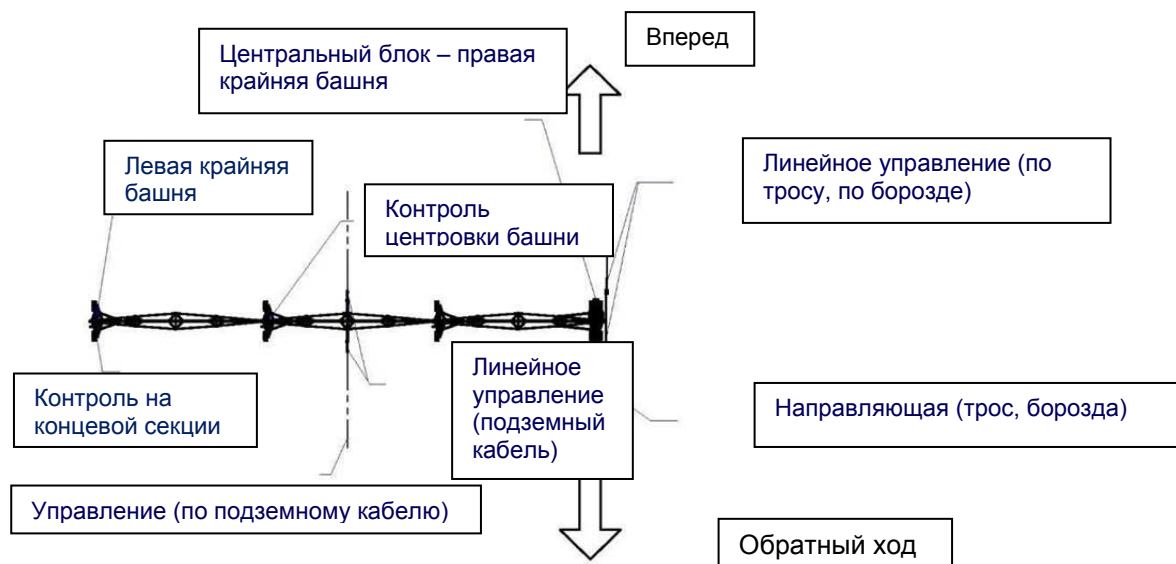 Центральный блок – правая
крайняя башня
Вперед
Левая крайняя
башня
Контроль
центровки башни
Линейное управление (по
тросу, по борозде)
Контроль на
концевой секции
Линейное
управление
(подземный
кабель)
Направляющая (трос, борозда)
Управление (по подземному кабелю)
Обратный ход